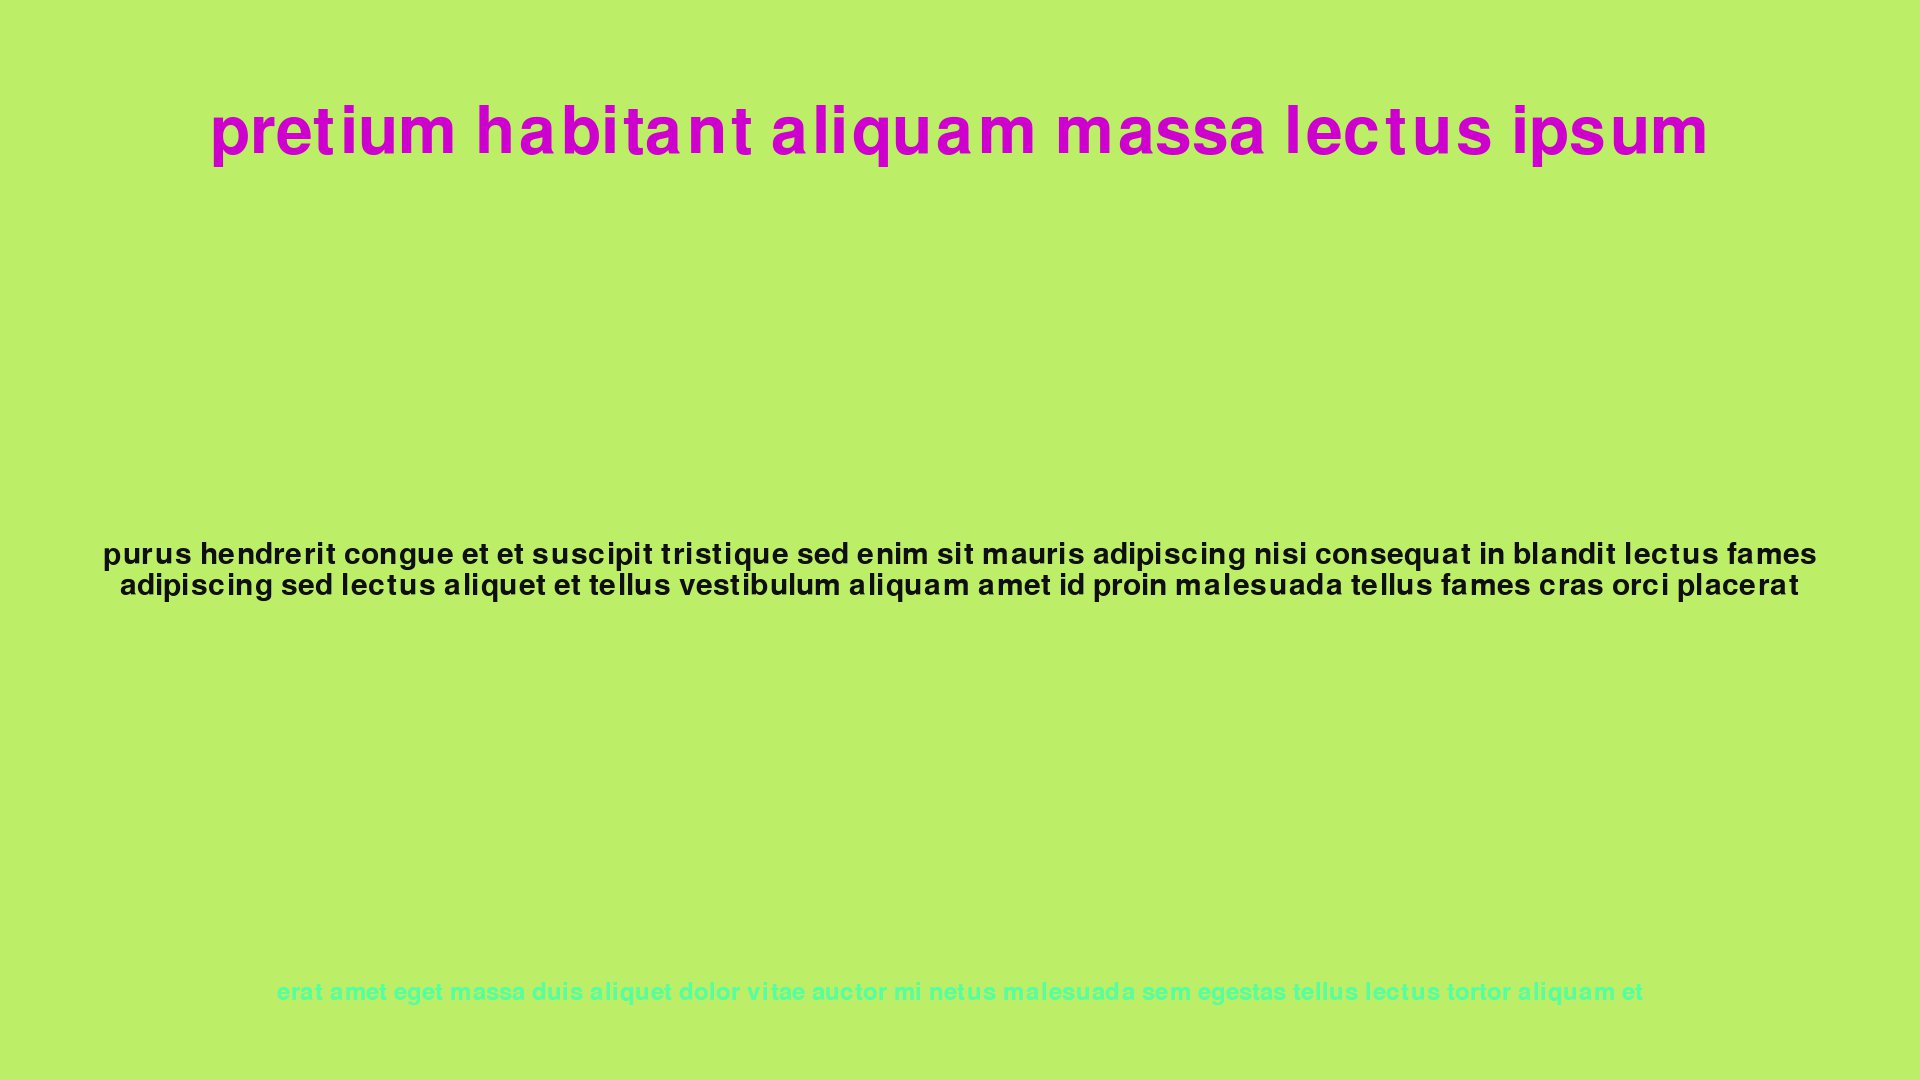 pretium habitant aliquam massa lectus ipsum
purus hendrerit congue et et suscipit tristique sed enim sit mauris adipiscing nisi consequat in blandit lectus fames
adipiscing sed lectus aliquet et tellus vestibulum aliquam amet id proin malesuada tellus fames cras orci placerat
erat amet eget massa duis aliquet dolor vitae auctor mi netus malesuada sem egestas tellus lectus tortor aliquam et